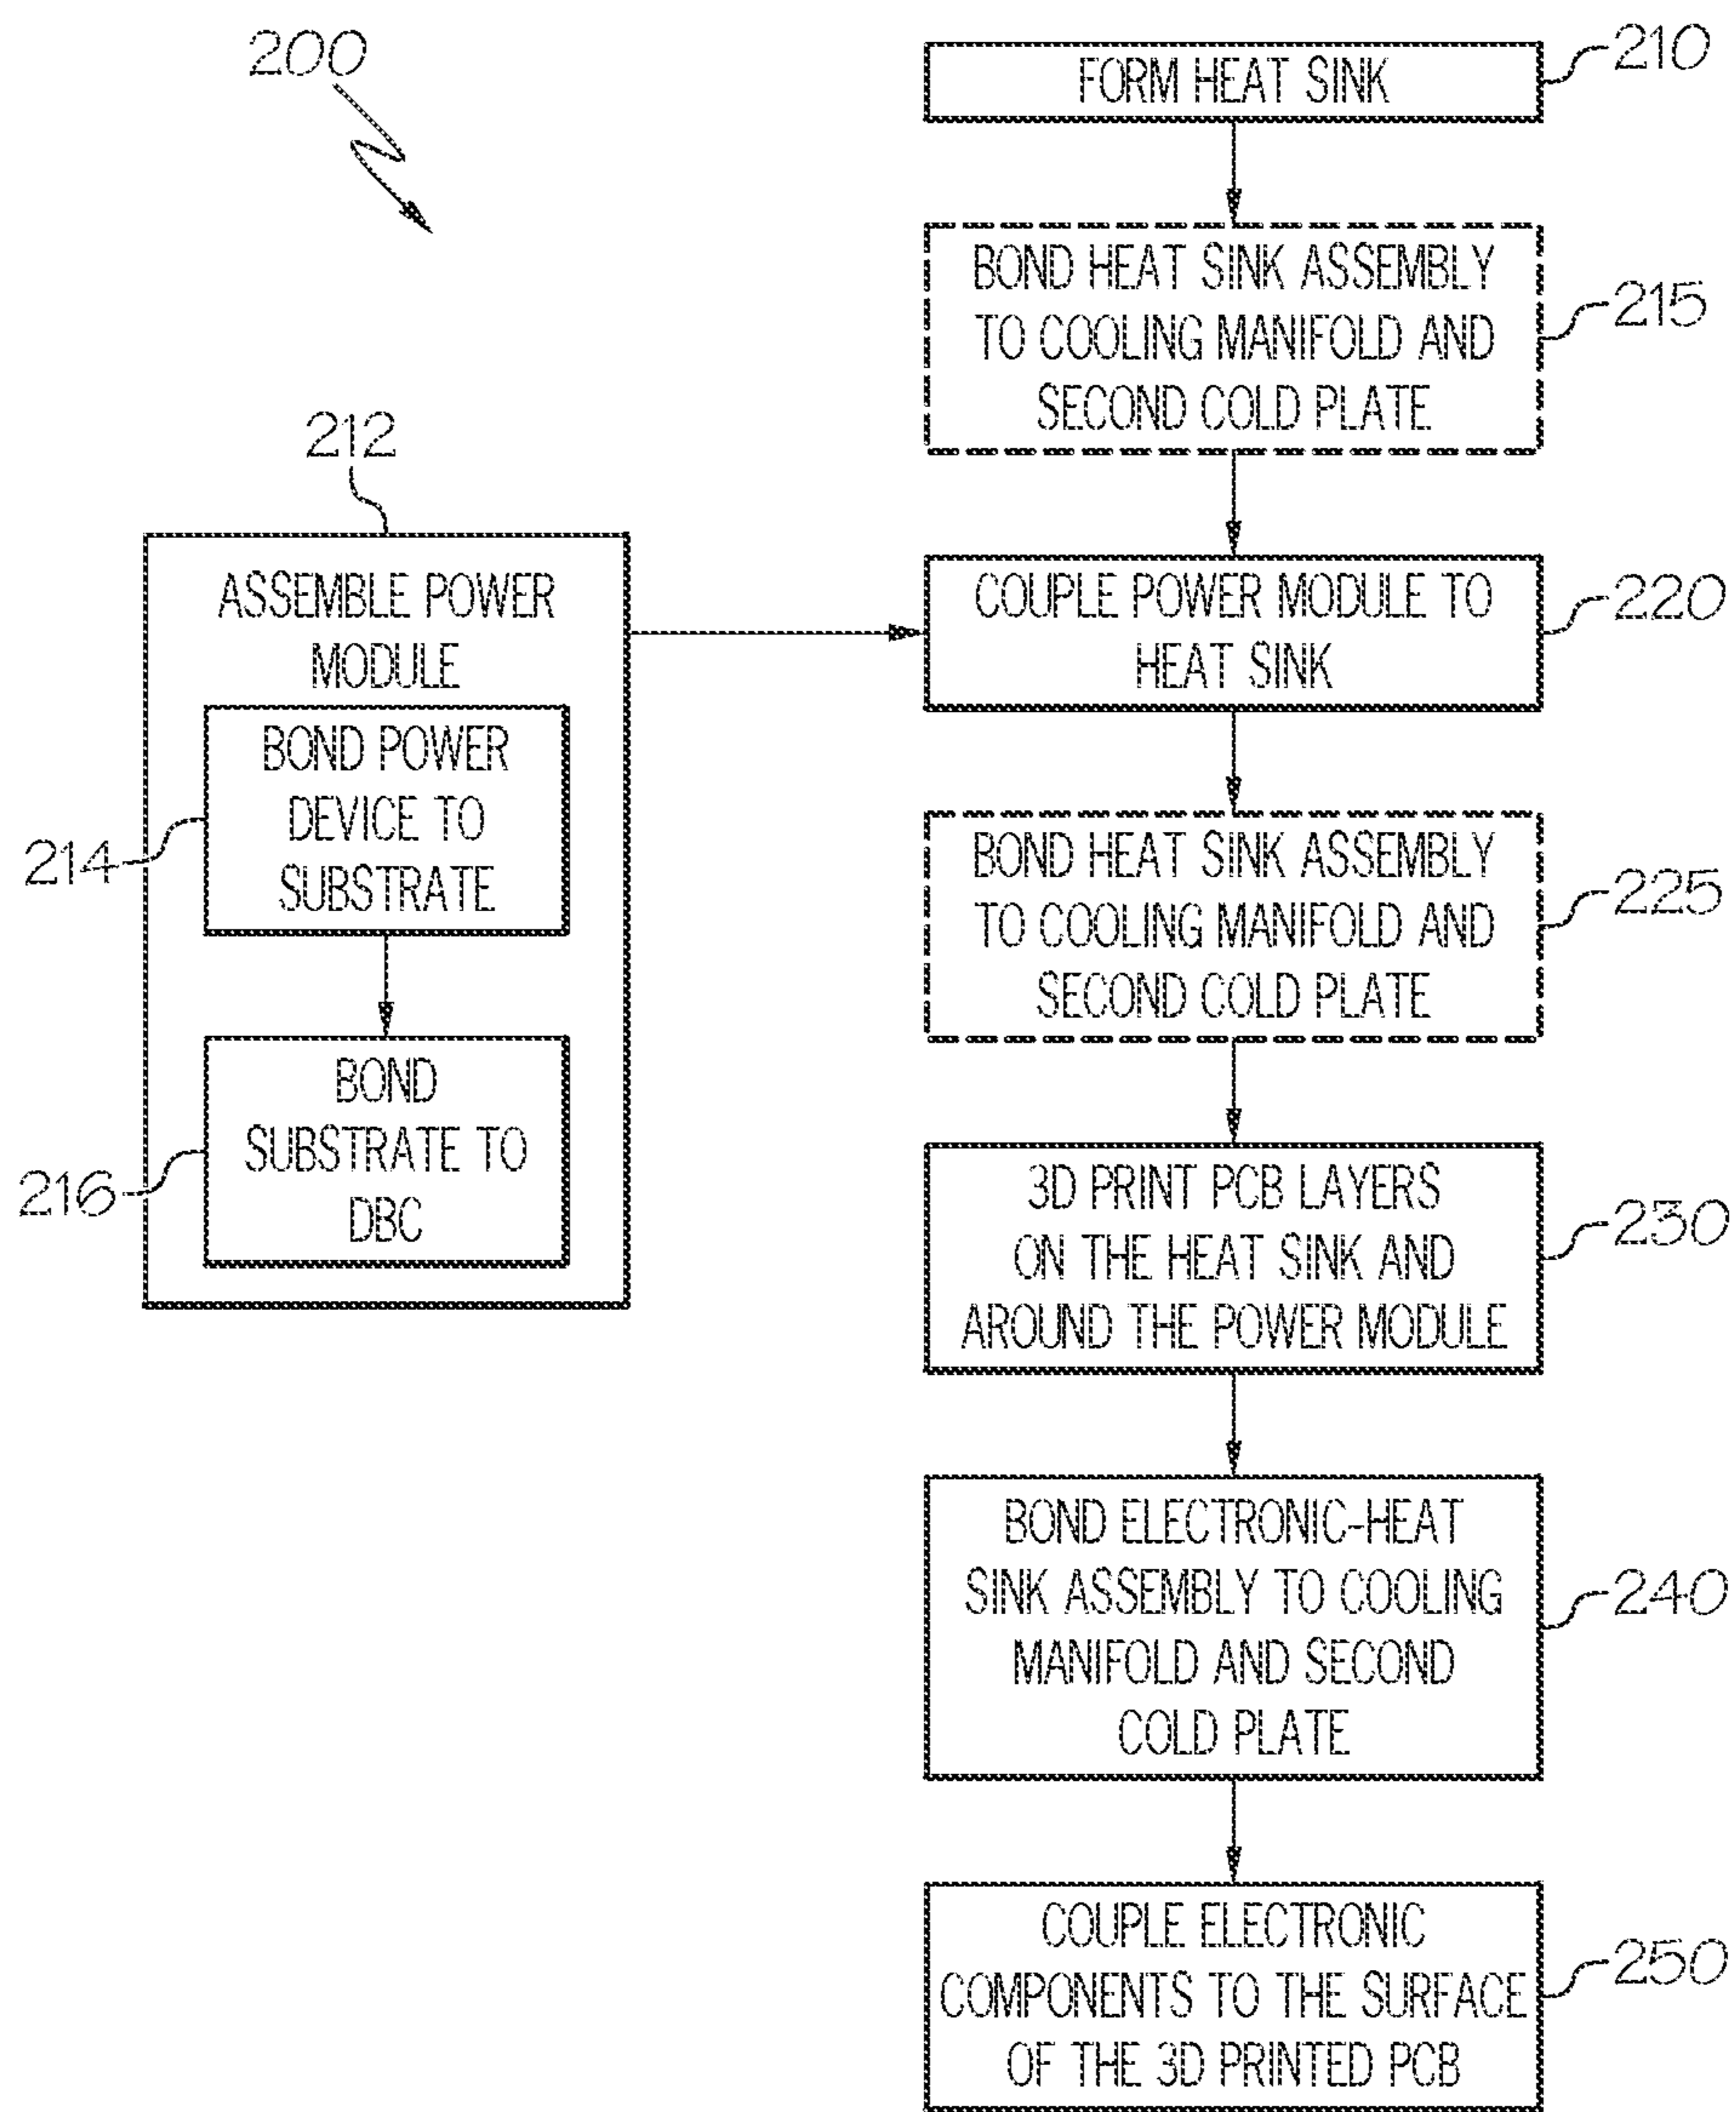 200
FORM HEAT SINK
210
BOND HEAT SINK ASSEMBLY
TO COOLING MANIFOLD AND
SECOND COLD PLATE
215
212
ASSEMBLE POWER
MODULE
BOND POWER
DEVICE TO
SUBSTRATE
214
BOND
SUBSTRATE TO
DBC
216
COUPLE POWER MODULE TO
HEAT SINK
220
BOND HEAT SINK ASSEMBLY
TO COOLING MANIFOLD AND
SECOND COLD PLATE
225
3D PRINT PCB LAYERS
ON THE HEAT SINK AND
AROUND THE POWER MODULE
230
BOND ELECTRONIC-HEAT
SINK ASSEMBLY TO COOLING
MANIFOLD AND SECOND
COLD PLATE
240
COUPLE ELECTRONIC
COMPONENTS TO THE SURFACE
OF THE 3D PRINTED PCB
250